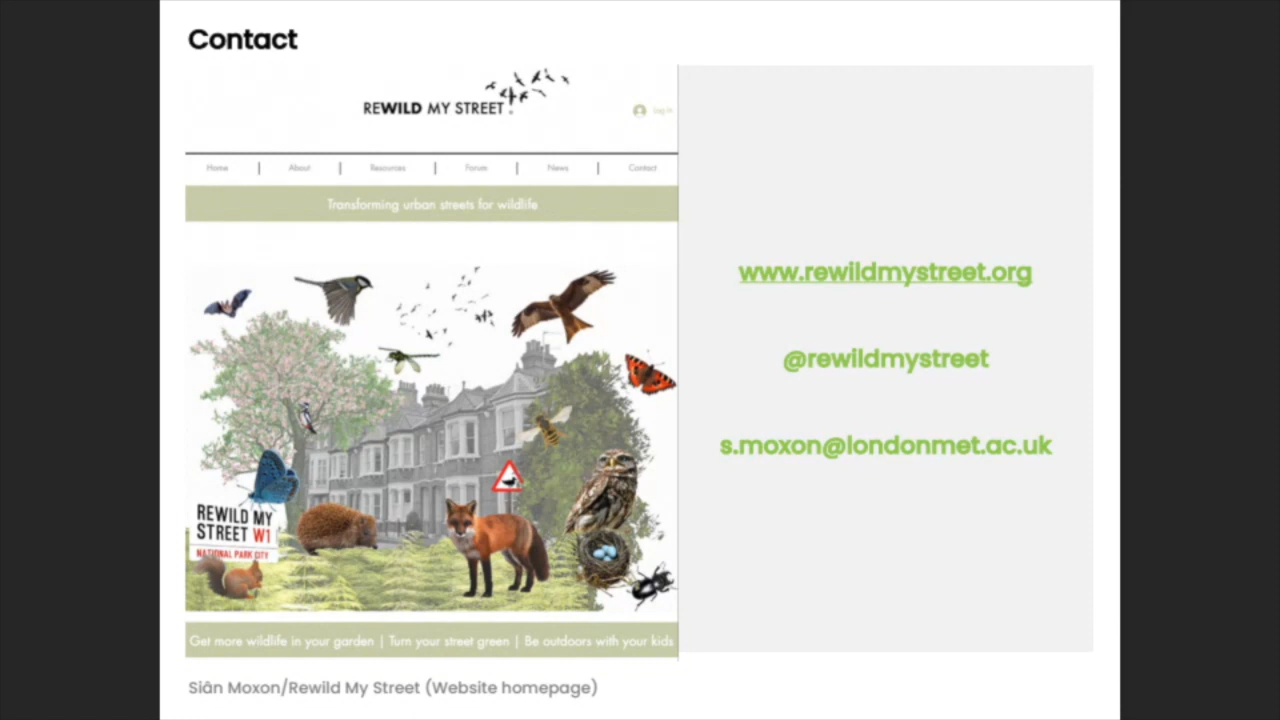 Contact
REWILD MY STREET
Log In
Home | About | Resources | Forum | News | Contact
Transforming urban streets for wildlife
www.rewildmystreet.org
@rewildmystreet
s.moxon@londonmet.ac.uk
REWILD MY
STREET W1
NATIONAL PARK CITY
Get more wildlife in your garden | Turn your street green | Be outdoors with your kids
Siân Moxon/Rewild My Street (Website homepage)